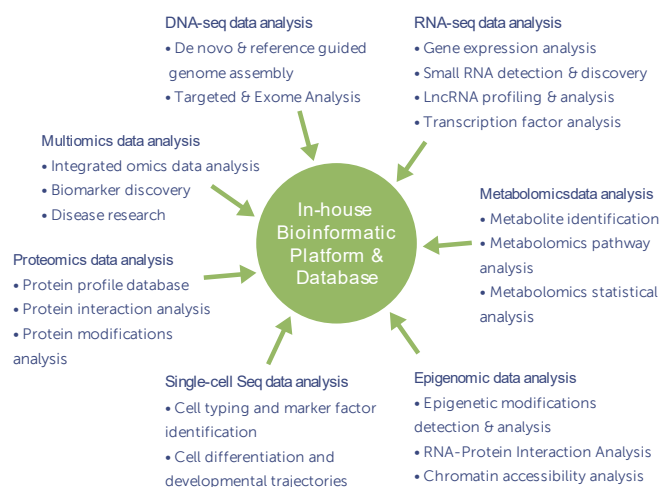 DNA-seq data analysis
• De novo & reference guided
genome assembly
• Targeted & Exome Analysis
RNA-seq data analysis
• Gene expression analysis
• Small RNA detection & discovery
• LncRNA profiling & analysis
• Transcription factor analysis
Multiomics data analysis
• Integrated omics data analysis
• Biomarker discovery
• Disease research
In-house
Bioinformatic
Platform &
Database
Metabolomicsdata analysis
• Metabolite identification
• Metabolomics pathway
analysis
• Metabolomics statistical
analysis
Proteomics data analysis
• Protein profile database
• Protein interaction analysis
• Protein modifications
analysis
Single-cell Seq data analysis
• Cell typing and marker factor
identification
• Cell differentiation and
developmental trajectories
Epigenomic data analysis
• Epigenetic modifications
detection & analysis
• RNA-Protein Interaction Analysis
• Chromatin accessibility analysis